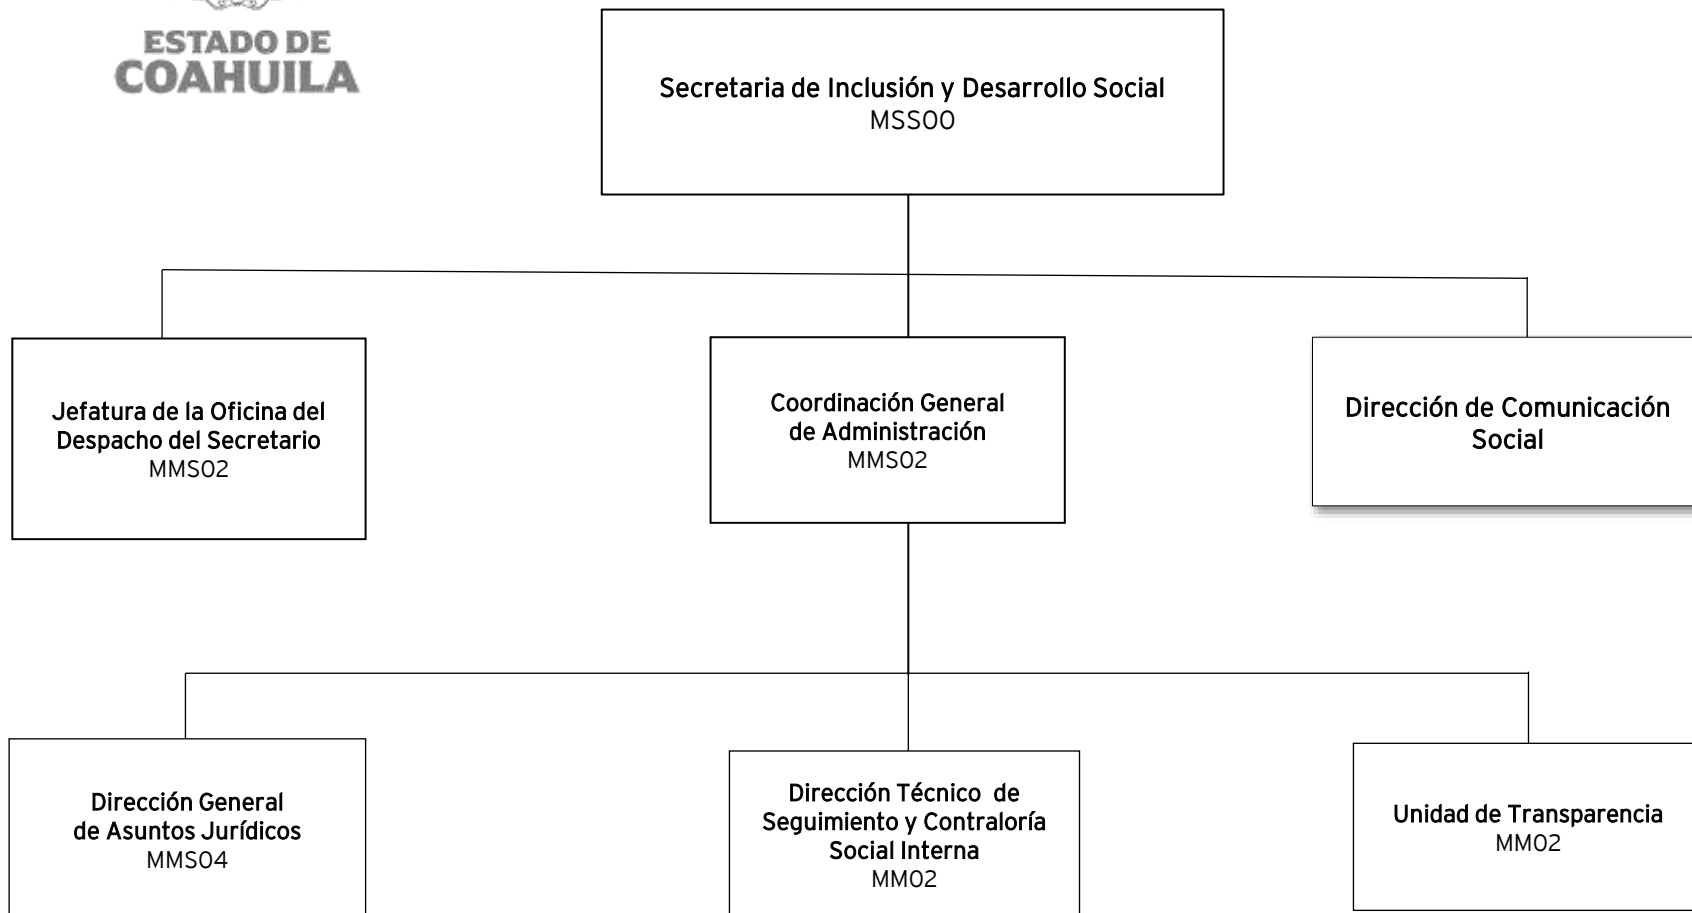 ESTADO DE
COAHUILA
Secretaria de Inclusión y Desarrollo Social
MSS00
Jefatura de la Oficina del
Despacho del Secretario
MMS02
Coordinación General
de Administración
MMS02
Dirección de Comunicación
Social
Dirección General
de Asuntos Jurídicos
MMS04
Dirección Técnico de
Seguimiento y Contraloría
Social Interna
MM02
Unidad de Transparencia
MM02